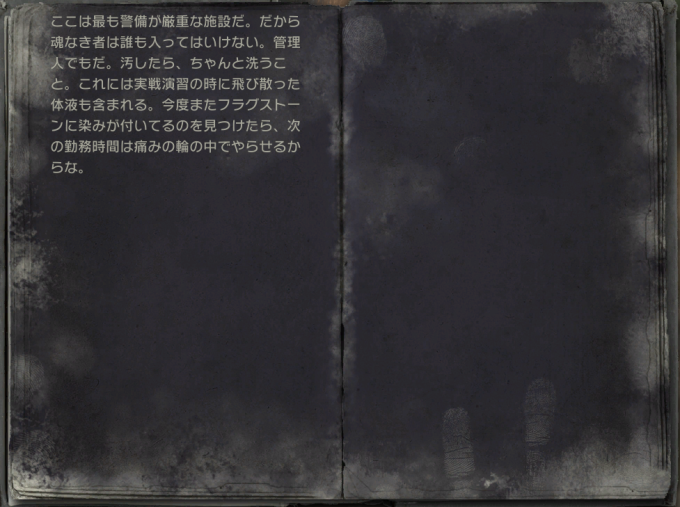 ここは最も警備が厳重な施設だ。だから
魂なき者は誰も入ってはいけない。管理
人でもだ。汚したら、ちゃんと洗うこ
と。これには実戦演習の時に飛び散った
体液も含まれる。今度またフラグストー
ンに染みが付いてるのを見つけたら、次
の勤務時間は痛みの輪の中でやらせるか
らな。